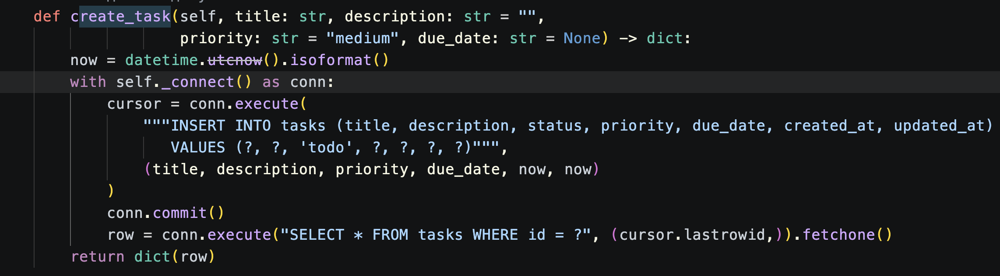 def create_task(self, title: str, description: str = "",
                priority: str = "medium", due_date: str = None) -> dict:
    now = datetime.utcnow().isoformat()
    with self._connect() as conn:
        cursor = conn.execute(
            """INSERT INTO tasks (title, description, status, priority, due_date, created_at, updated_at)
               VALUES (?, ?, 'todo', ?, ?, ?, ?)""",
            (title, description, priority, due_date, now, now)
        )
        conn.commit()
        row = conn.execute("SELECT * FROM tasks WHERE id = ?", (cursor.lastrowid,)).fetchone()
    return dict(row)